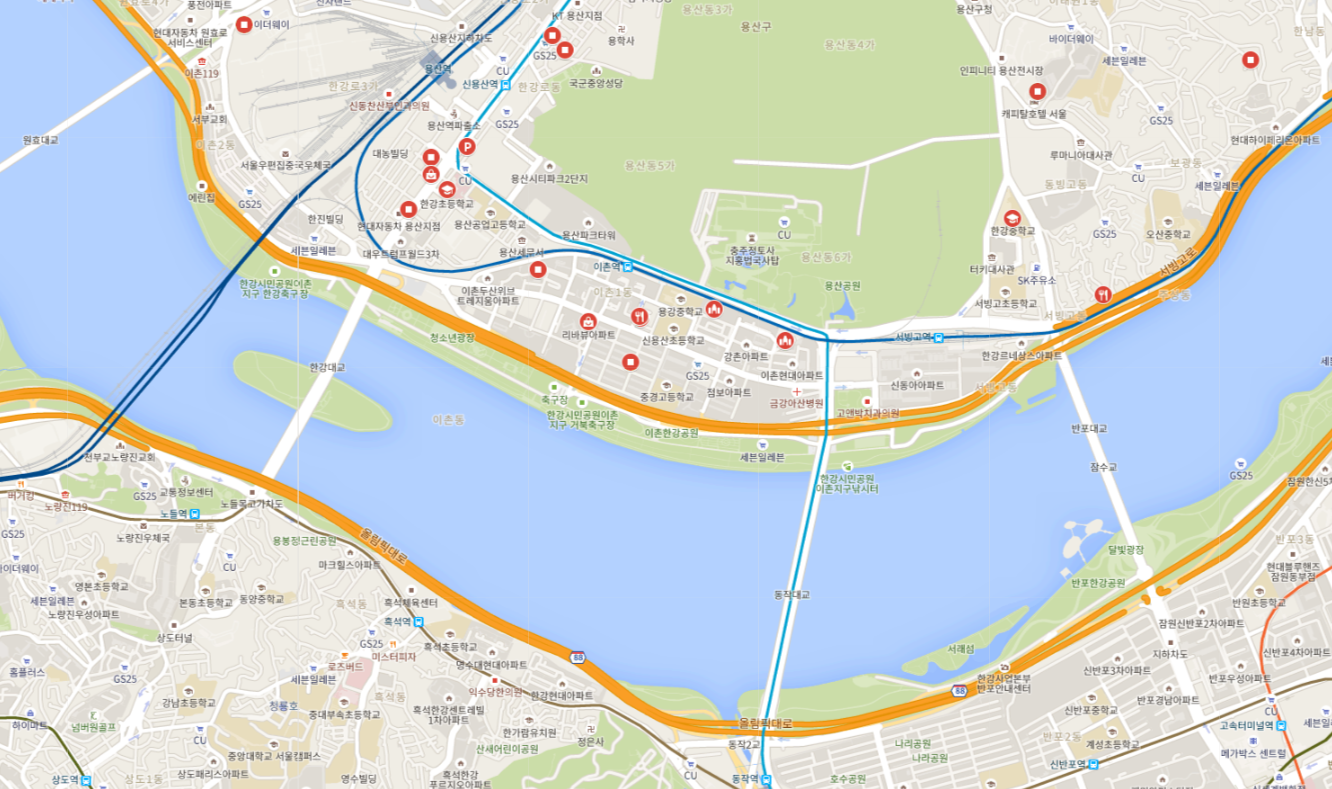 풍전아파트
이더웨이
현대자동차 원효로
서비스센터
이촌119
서부교회
이촌2동
원효대교
에린집
GS25
서울우편집중국우체국
한진빌딩
세븐일레븐
한강시민공원이촌
지구 한강축구장
신용산지하차도
용산역
한강로3가
신동찬산부인과의원
용산역파출소
대농빌딩
KT 용산지점
GS25
용학사
CU
신용산역
한강로동
국군중앙성당
GS25
CU
용산시티파크2단지
한강초등학교
현대자동차 용산지점
용산공업고등학교
대우트럼프월드3차
용산세무서
용산파크타워
이촌역
용산동3가
용산구
용산동4가
용산동5가
CU
충주정토사
지홍법국사탑
용산동6가
용산공원
용산구청
바이더웨이
세븐일레븐
한남동
인피니티 용산전시장
캐피탈호텔 서울
GS25
루마니아대사관
현대하이페리온아파트
보광동
CU
세븐일레븐
동빙고동
한강중학교
GS25
오산중학교
터키대사관
SK주유소
서빙고초등학교
서빙고로
주성동
서빙고동
서빙고역
한강르네상스아파트
신동아아파트
서빙고동
이촌두산위브
트레지움아파트
이촌1동
리바뷰아파트
용강중학교
신용산초등학교
강촌아파트
이촌현대아파트
GS25
점보아파트
중경고등학교
금강아산병원
고앤박치과의원
청소년광장
축구장
한강시민공원이촌
지구 거북축구장
이촌한강공원
세븐일레븐
한강시민공원
이촌지구낚시터
한강대교
이촌동
반포대교
잠수교
GS25
잠원한신5차
천부교노량진교회
버거킹
노량진119
GS25
교통정보센터
노들역
노들목고가차도
본동
GS25
노량진우체국
용봉정근린공원
올림픽대로
바이더웨이
CU
마크힐스아파트
영본초등학교
세븐일레븐
노량진우성아파트
본동초등학교
동양중학교
흑석동
흑석체육센터
흑석역
상도터널
GS25
미스터피자
흑석초등학교
명수대현대아파트
88
홈플러스
GS25
로즈버드
세븐일레븐
익수당한의원
한강현대아파트
강남초등학교
청룡호
중대부속초등학교
흑석동
흑석한강센트레빌
1차아파트
하이마트
넘버원골프
CU
한가람유치원
정은사
중앙대학교 서울캠퍼스
산새어린이공원
상도역
상도1동
상도패리스아파트
영수빌딩
흑석한강
푸르지오아파트
CU
동작대교
올림픽대로
동작2교
동작역
달빛광장
반포한강공원
서래섬
한강사업본부
반포안내센터
88
나라공원
나라공원
호수공원
반포3동
현대블루핸즈
잠원동부점
반원초등학교
잠원신반포2차아파트
지하차도
신반포4차아파트
신반포3차아파트
반포우성아파트
반포경남아파트
신반포중학교
CU
고속터미널역
반포2동
계성초등학교
신반포역
메가박스 센트럴